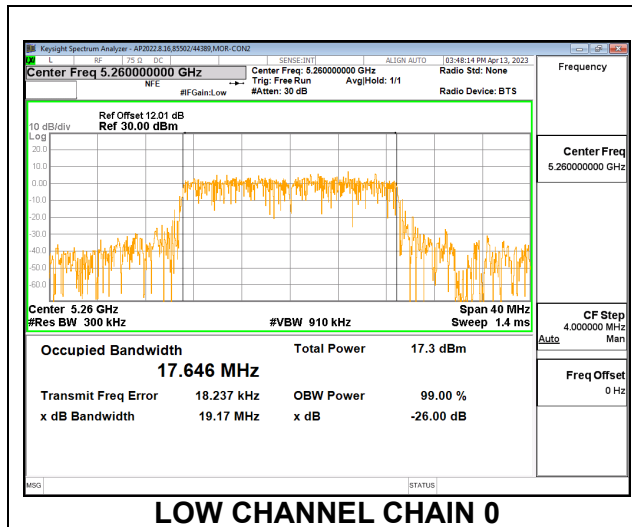 Keysight Spectrum Analyzer - AP2022.8.16,85502/44389,MOR-CON2
L RF 75 Ω DC SENSE:INT ALIGN AUTO 03:48:14 PM Apr 13, 2023
Center Freq 5.260000000 GHz Center Freq: 5.260000000 GHz Radio Std: None Frequency
NFE Trig: Free Run Avg|Hold: 1/1
#IFGain:Low #Atten: 30 dB Radio Device: BTS
Ref Offset 12.01 dB
10 dB/div Ref 30.00 dBm
Log
20.0
10.0
0.00
-10.0
-20.0
-30.0
-40.0
-50.0
-60.0
Center Freq
5.260000000 GHz
Center 5.26 GHz Span 40 MHz
#Res BW 300 kHz #VBW 910 kHz Sweep 1.4 ms
CF Step
4.000000 MHz
Auto Man
Freq Offset
0 Hz
Occupied Bandwidth Total Power 17.3 dBm
17.646 MHz
Transmit Freq Error 18.237 kHz OBW Power 99.00 %
x dB Bandwidth 19.17 MHz x dB -26.00 dB
MSG STATUS
LOW CHANNEL CHAIN 0